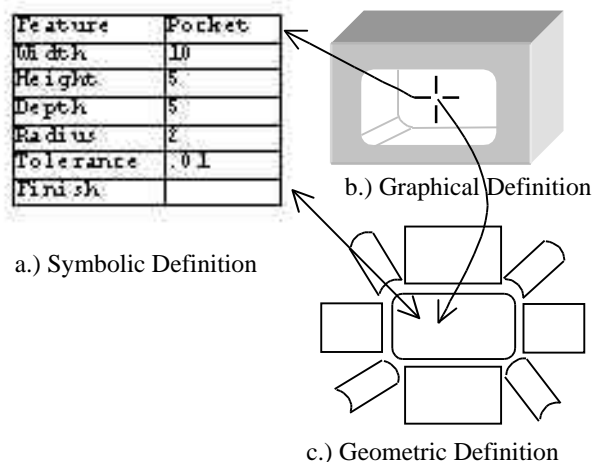 Feature Pocket
Width 10
Height 5
Depth 5
Radius 2
Tolerance .01
Finish
b.) Graphical Definition
a.) Symbolic Definition
c.) Geometric Definition